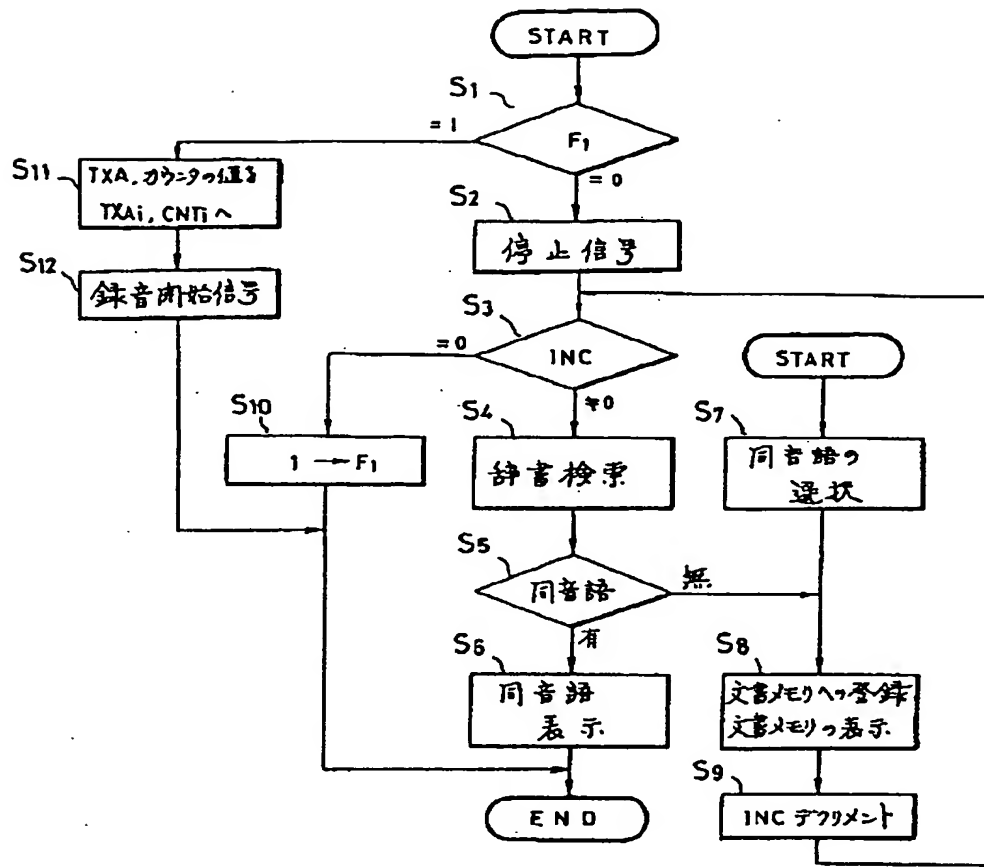 START
S1
F1
=1
=0
S11
TXA,カウンタの値を
TXAi, CNTiへ
S2
停止信号
S12
録音開始信号
S3
INC
=0
≠0
START
S10
1→F1
S4
辞書検索
S7
同音語の
選択
S5
同音語
無
有
S6
同音語
表示
S8
文書メモリへの登録
文書メモリの表示
S9
INC デクリメント
END